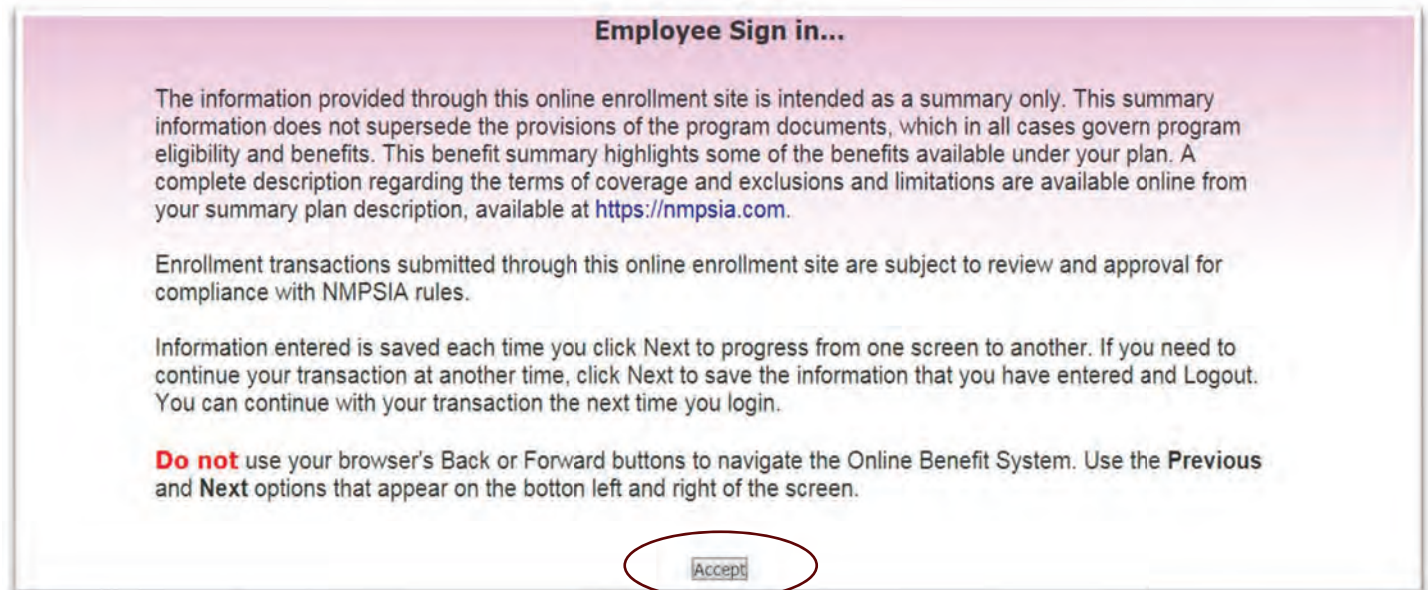 Employee Sign in...
The information provided through this online enrollment site is intended as a summary only. This summary
information does not supersede the provisions of the program documents, which in all cases govern program
eligibility and benefits. This benefit summary highlights some of the benefits available under your plan. A
complete description regarding the terms of coverage and exclusions and limitations are available online from
your summary plan description, available at https://nmpsia.com.
Enrollment transactions submitted through this online enrollment site are subject to review and approval for
compliance with NMPSIA rules.
Information entered is saved each time you click Next to progress from one screen to another. If you need to
continue your transaction at another time, click Next to save the information that you have entered and Logout.
You can continue with your transaction the next time you login.
Do not use your browser's Back or Forward buttons to navigate the Online Benefit System. Use the Previous
and Next options that appear on the botton left and right of the screen.
Accept